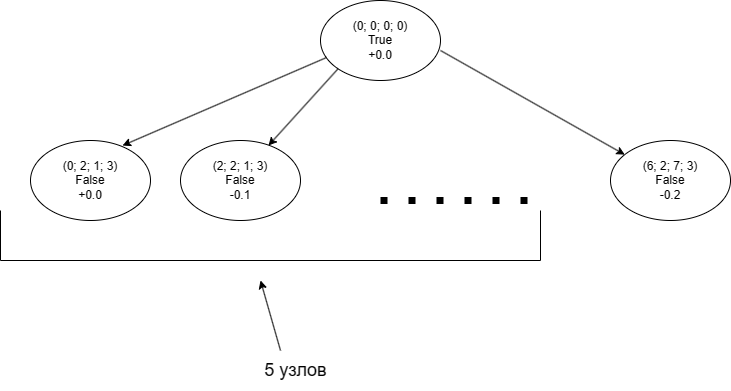 (0; 0; 0; 0)
True
+0.0
(0; 2; 1; 3)
False
+0.0
(2; 2; 1; 3)
False
-0.1
(6; 2; 7; 3)
False
-0.2
5 узлов